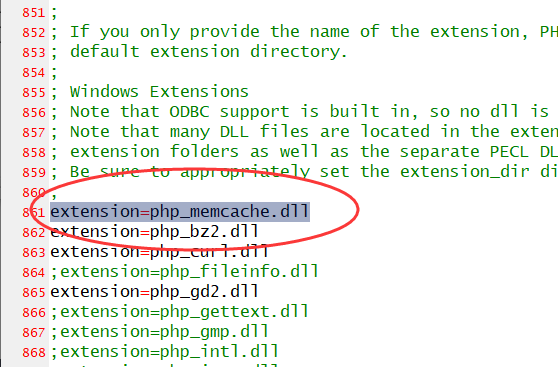 851 ;
852 ; If you only provide the name of the extension, PH
853 ; default extension directory.
854 ;
855 ; Windows Extensions
856 ; Note that ODBC support is built in, so no dll is
857 ; Note that many DLL files are located in the exten
858 ; extension folders as well as the separate PECL DL
859 ; Be sure to appropriately set the extension_dir di
860 ;
861 extension=php_memcache.dll
862 extension=php_bz2.dll
863 extension=php_curl.dll
864 ;extension=php_fileinfo.dll
865 extension=php_gd2.dll
866 ;extension=php_gettext.dll
867 ;extension=php_gmp.dll
868 ;extension=php_intl.dll